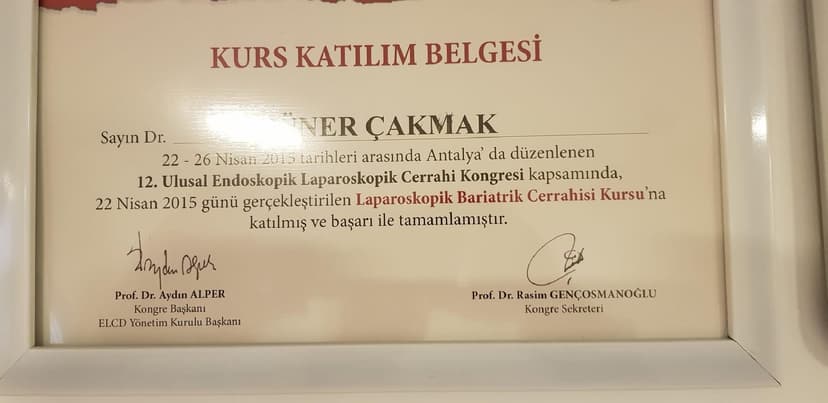 KURS KATILIM BELGESİ
Sayın Dr. ÇAKMAK
22 - 26 Nisan 2015 tarihleri arasında Antalya' da düzenlenen
12. Ulusal Endoskopik Laparoskopik Cerrahi Kongresi kapsamında,
22 Nisan 2015 günü gerçekleştirilen Laparoskopik Bariatrik Cerrahisi Kursu'na
katılmış ve başarı ile tamamlamıştır.
Prof. Dr. Aydın ALPER
Kongre Başkanı
ELCD Yönetim Kurulu Başkanı
Prof. Dr. Rasim GENÇOSMANOĞLU
Kongre Sekreteri